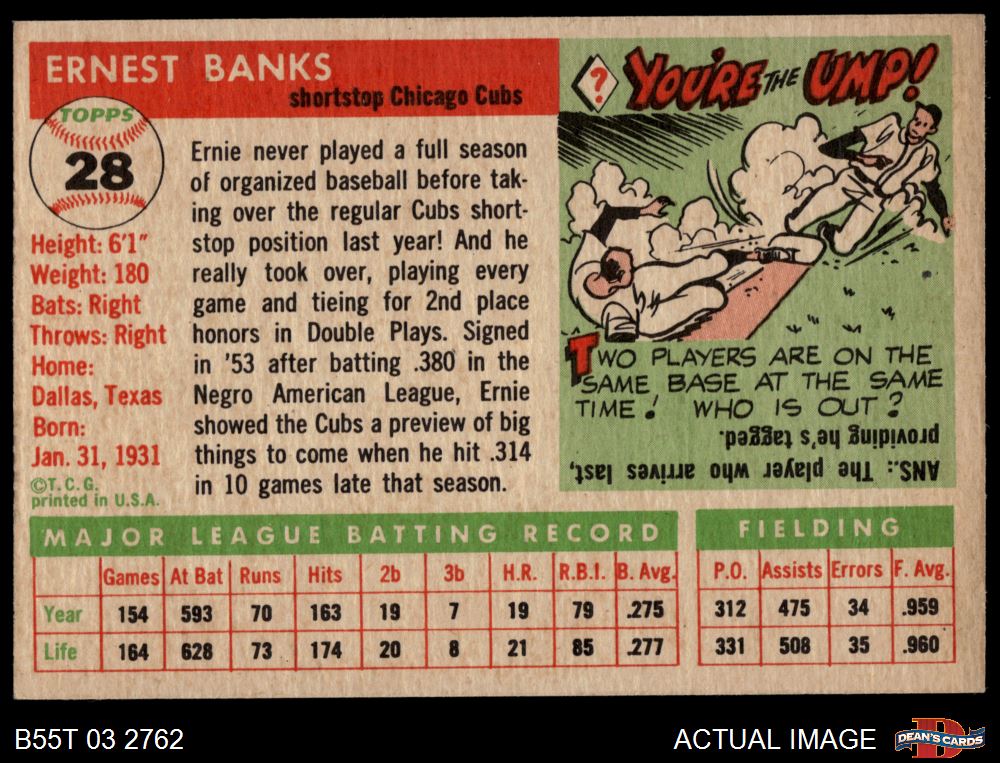 ERNEST BANKS
shortstop Chicago Cubs
TOPPS
28
Height: 6'1"
Weight: 180
Bats: Right
Throws: Right
Home:
Dallas, Texas
Born:
Jan. 31, 1931
©T. C. G.
printed in U.S.A.
Ernie never played a full season
of organized baseball before tak-
ing over the regular Cubs short-
stop position last year! And he
really took over, playing every
game and tieing for 2nd place
honors in Double Plays. Signed
in '53 after batting .380 in the
Negro American League, Ernie
showed the Cubs a preview of big
things to come when he hit .314
in 10 games late that season.
?
YOU'RE THE UMP!
TWO PLAYERS ARE ON THE
SAME BASE AT THE SAME
TIME! WHO IS OUT?
ANS.: The player who arrives last,
providing he's tagged.
MAJOR LEAGUE BATTING RECORD
Games At Bat Runs Hits 2b 3b H.R. R.B.I. B. Avg.
Year 154 593 70 163 19 7 19 79 .275
Life 164 628 73 174 20 8 21 85 .277
FIELDING
P.O. Assists Errors F. Avg.
312 475 34 .959
331 508 35 .960
B55T 03 2762
ACTUAL IMAGE
DEAN'S CARDS